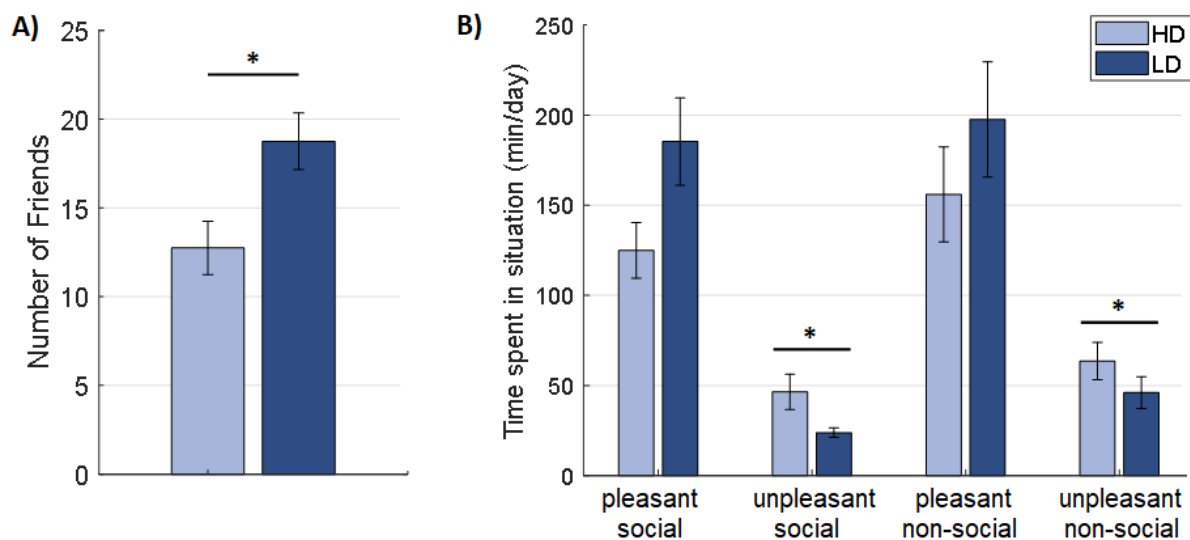 A)
Number of Friends
25
20
15
10
5
0
*
B)
Time spent in situation (min/day)
250
200
150
100
50
0
HD
LD
*
*
pleasant
social
unpleasant
social
pleasant
non-social
unpleasant
non-social